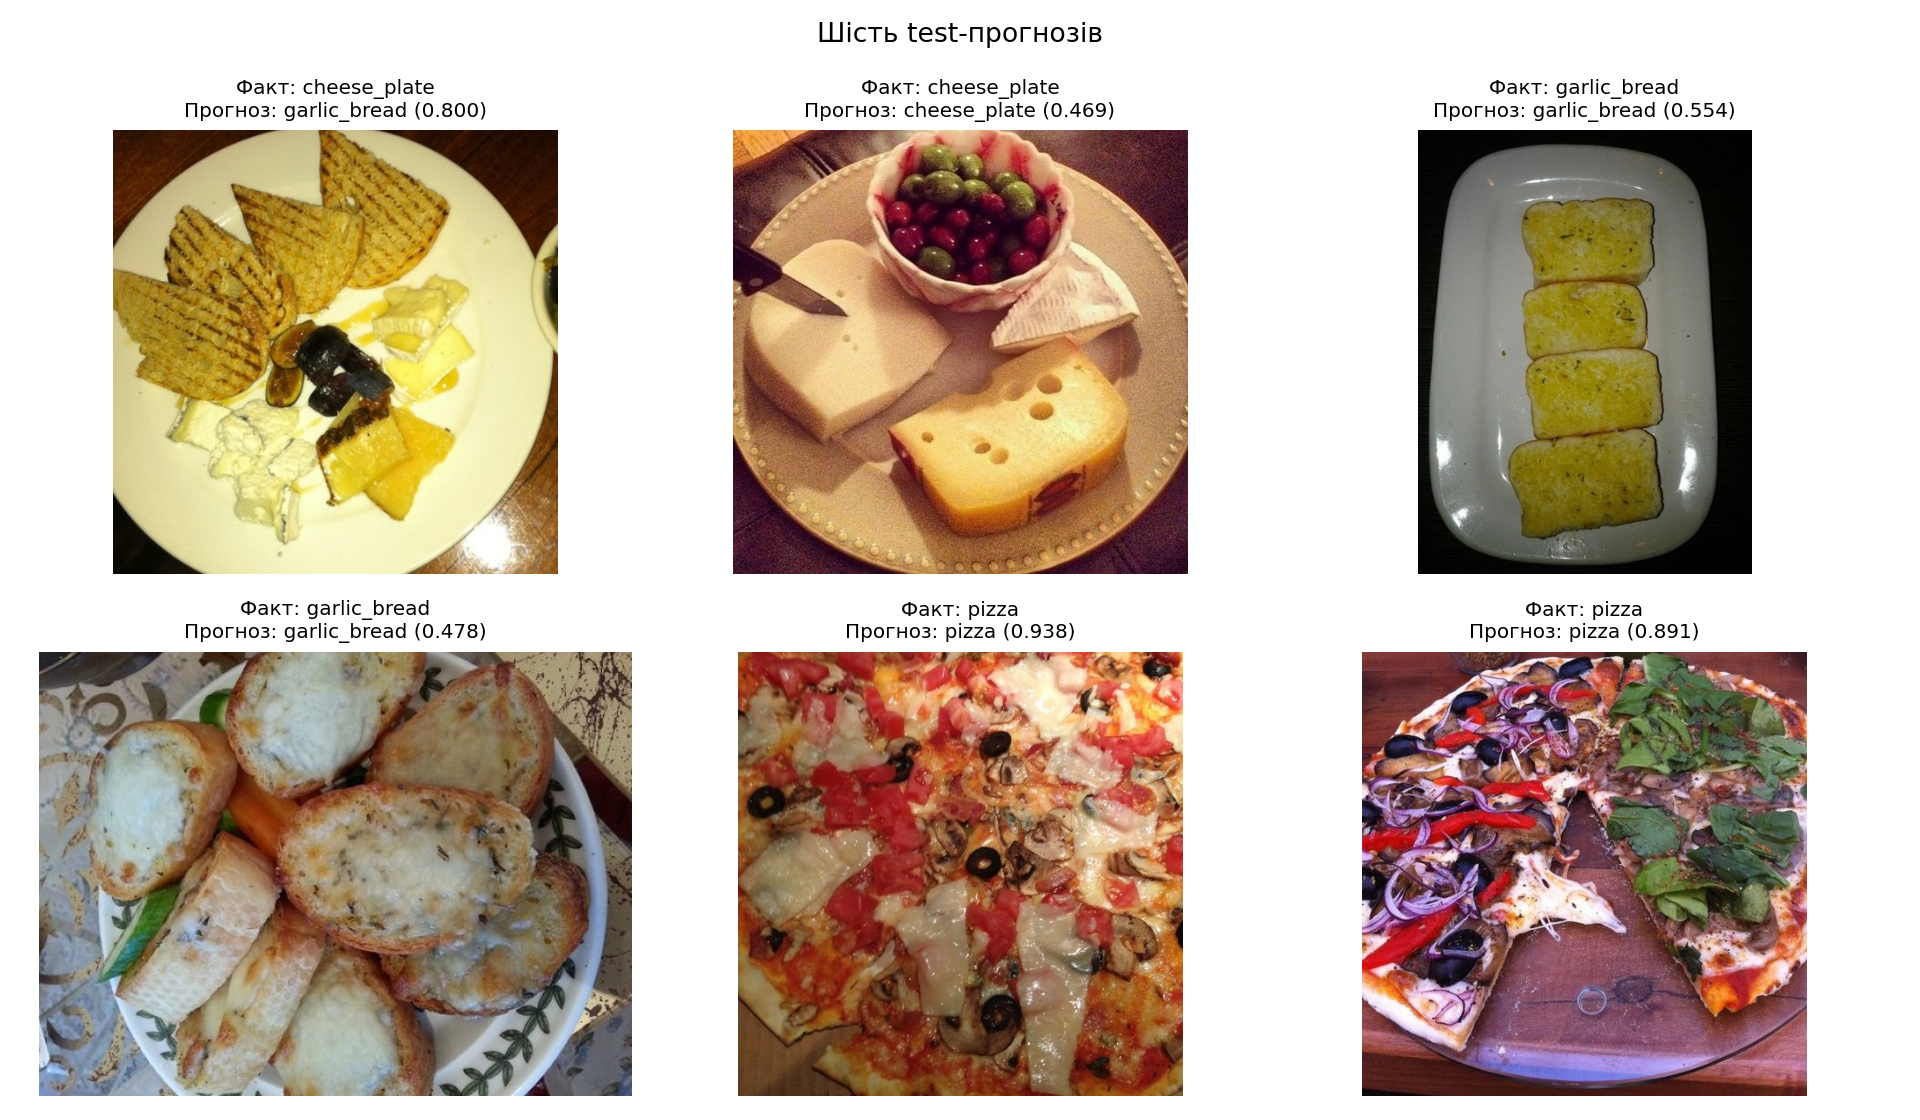 Шість test-прогнозів
Факт: cheese_plate
Прогноз: garlic_bread (0.800)
Факт: cheese_plate
Прогноз: cheese_plate (0.469)
Факт: garlic_bread
Прогноз: garlic_bread (0.554)
Факт: garlic_bread
Прогноз: garlic_bread (0.478)
Факт: pizza
Прогноз: pizza (0.938)
Факт: pizza
Прогноз: pizza (0.891)